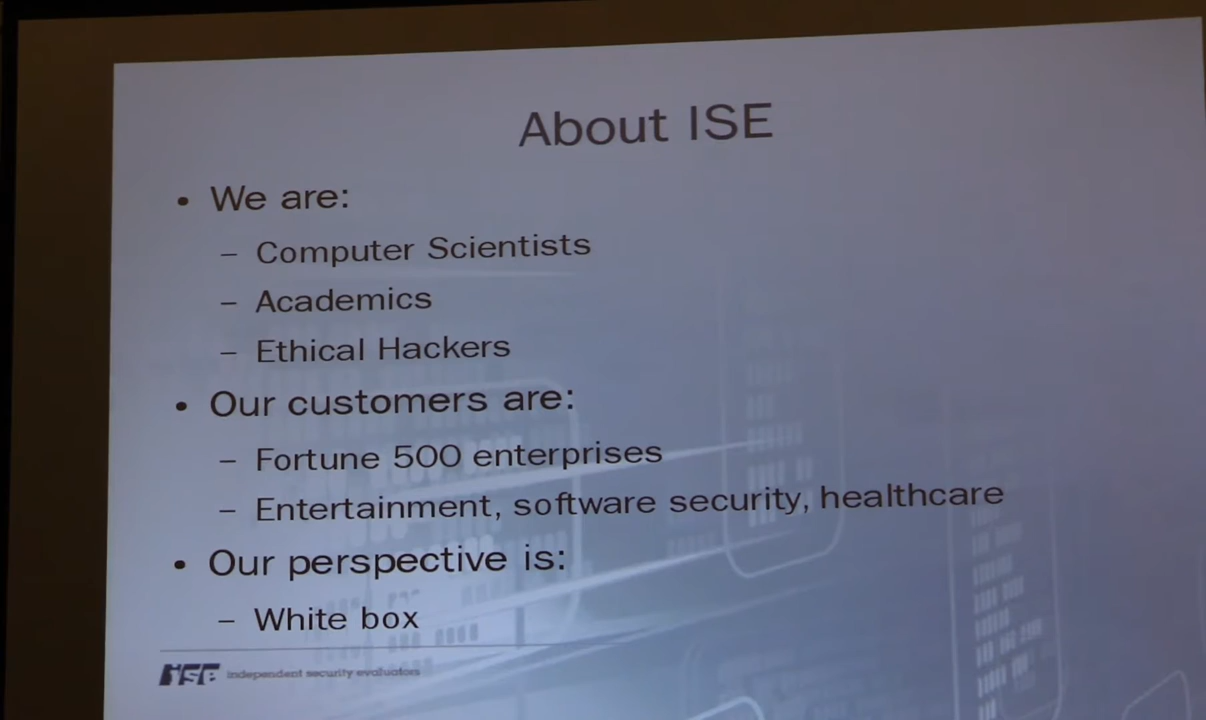 About ISE
• We are:
– Computer Scientists
– Academics
– Ethical Hackers
• Our customers are:
– Fortune 500 enterprises
– Entertainment, software security, healthcare
• Our perspective is:
– White box
ISE independent security evaluators